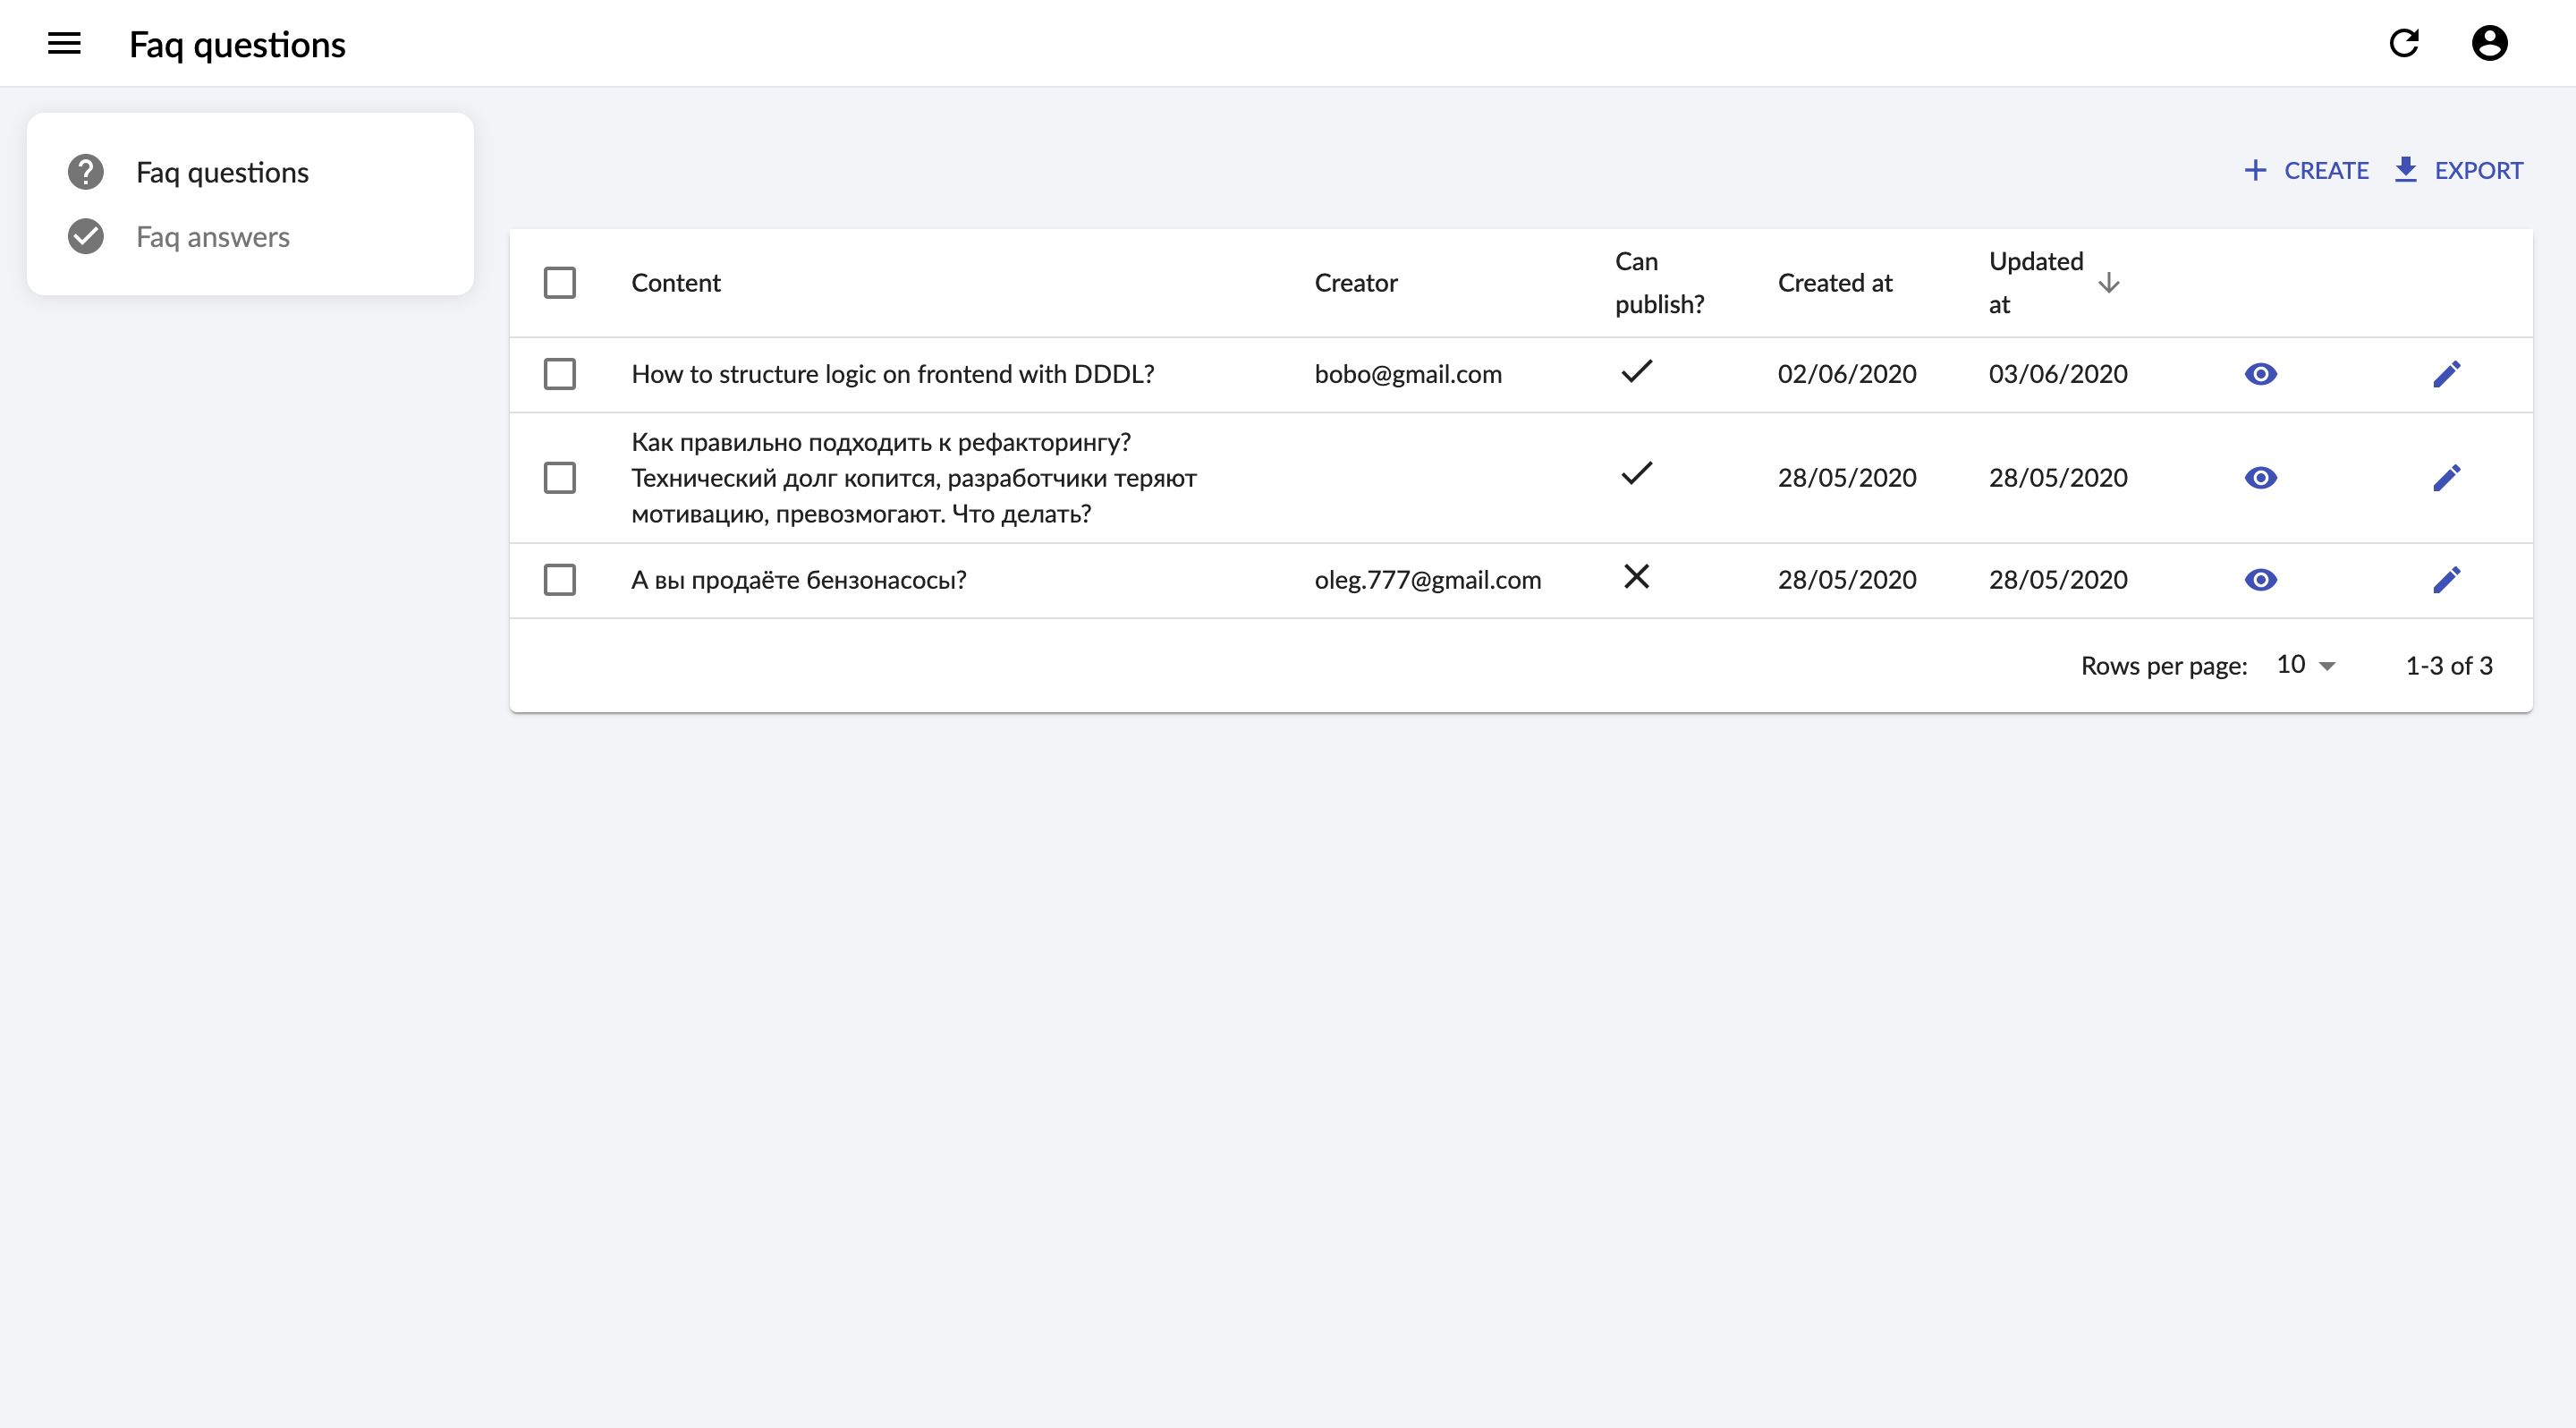 Faq questions
Faq questions
Faq answers
CREATE EXPORT
Content Creator Can publish? Created at Updated at
How to structure logic on frontend with DDDL? bobo@gmail.com 02/06/2020 03/06/2020
Как правильно подходить к рефакторингу?
Технический долг копится, разработчики теряют 28/05/2020 28/05/2020
мотивацию, превозмогают. Что делать?
А вы продаёте бензонасосы? oleg.777@gmail.com 28/05/2020 28/05/2020
Rows per page: 10 1-3 of 3